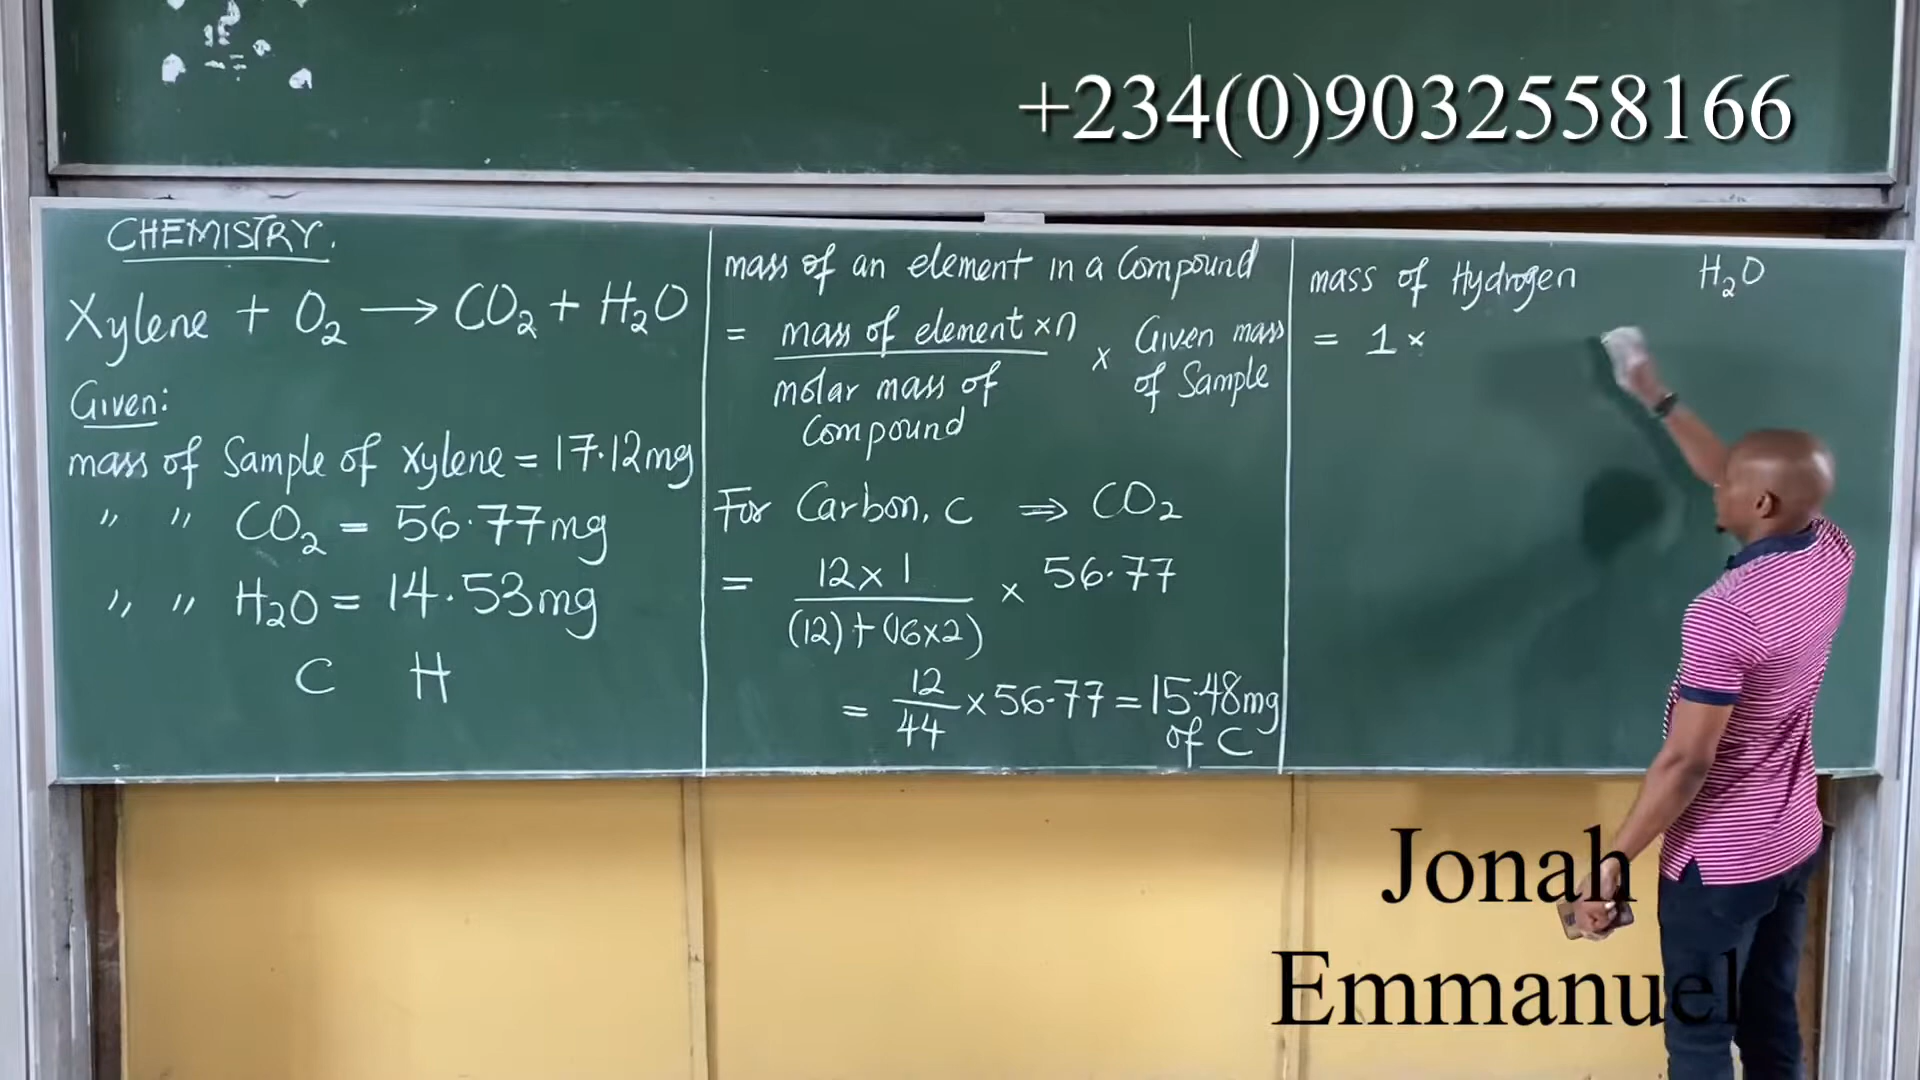 +234(0)9032558166
CHEMISTRY.
Xylene + O₂ → CO₂ + H₂O
Given:
mass of Sample of Xylene = 17.12mg
" " CO₂ = 56.77mg
" " H₂O = 14.53mg
C H
mass of an element in a Compound
= mass of element × n / molar mass of Compound × Given mass of Sample
For Carbon, C ⇒ CO₂
= 12 × 1 / (12) + (16×2) × 56.77
= 12/44 × 56.77 = 15.48mg of C
mass of Hydrogen H₂O
= 1 ×
Jonah
Emmanuel